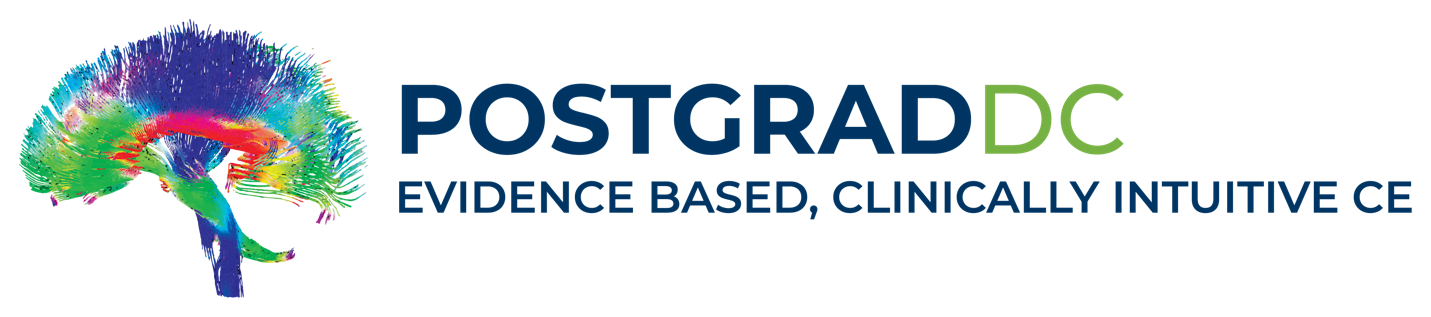 POSTGRADDC
EVIDENCE BASED, CLINICALLY INTUITIVE CE